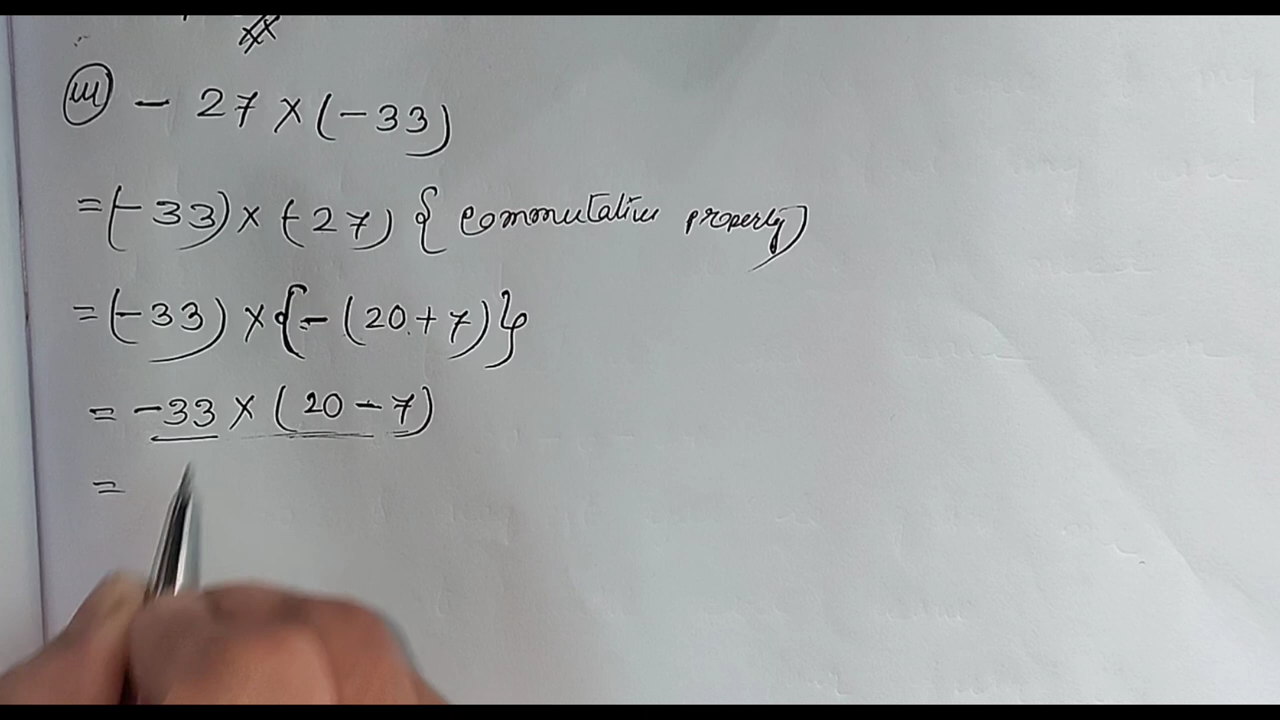 (iii) - 27 × (-33)
= (-33) × (-27) { commutative property)
= (-33) × {- (20 + 7)}
= -33 × (20 - 7)
=